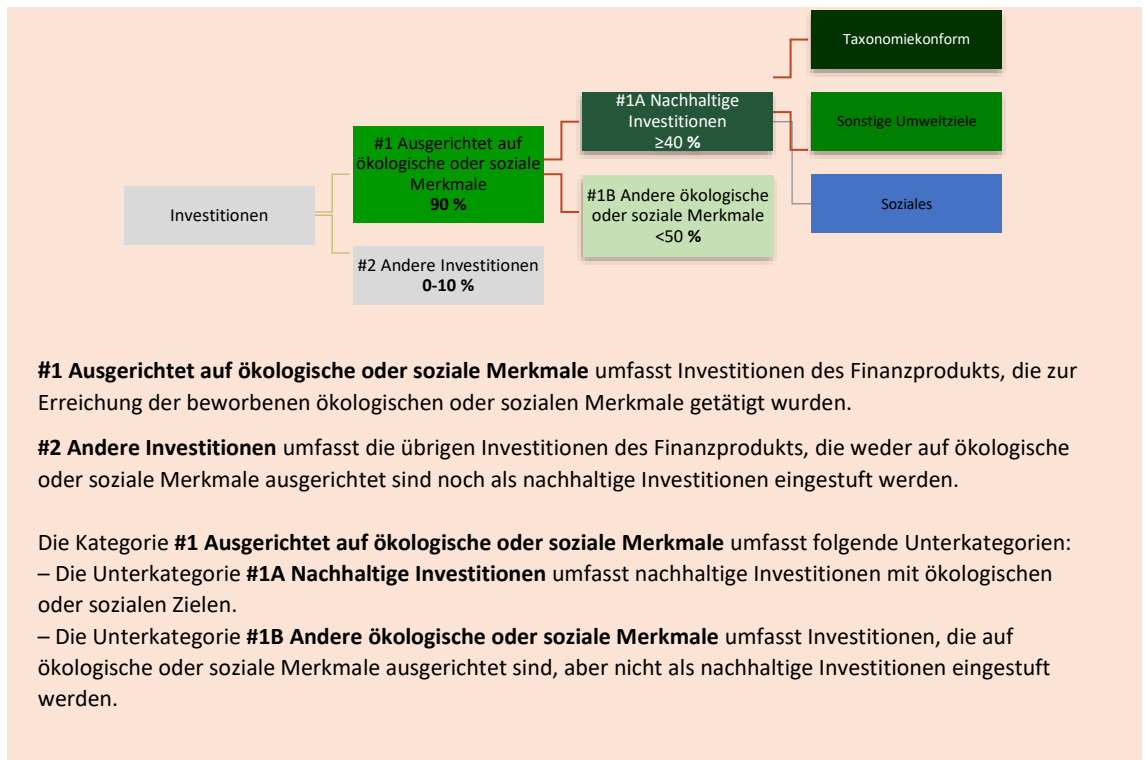 Taxonomiekonform
#1A Nachhaltige
Investitionen
≥40 %
Sonstige Umweltziele
#1 Ausgerichtet auf
ökologische oder soziale
Merkmale
90 %
#1B Andere ökologische
oder soziale Merkmale
<50 %
Soziales
Investitionen
#2 Andere Investitionen
0-10 %
#1 Ausgerichtet auf ökologische oder soziale Merkmale umfasst Investitionen des Finanzprodukts, die zur
Erreichung der beworbenen ökologischen oder sozialen Merkmale getätigt wurden.
#2 Andere Investitionen umfasst die übrigen Investitionen des Finanzprodukts, die weder auf ökologische
oder soziale Merkmale ausgerichtet sind noch als nachhaltige Investitionen eingestuft werden.
Die Kategorie #1 Ausgerichtet auf ökologische oder soziale Merkmale umfasst folgende Unterkategorien:
– Die Unterkategorie #1A Nachhaltige Investitionen umfasst nachhaltige Investitionen mit ökologischen
oder sozialen Zielen.
– Die Unterkategorie #1B Andere ökologische oder soziale Merkmale umfasst Investitionen, die auf
ökologische oder soziale Merkmale ausgerichtet sind, aber nicht als nachhaltige Investitionen eingestuft
werden.